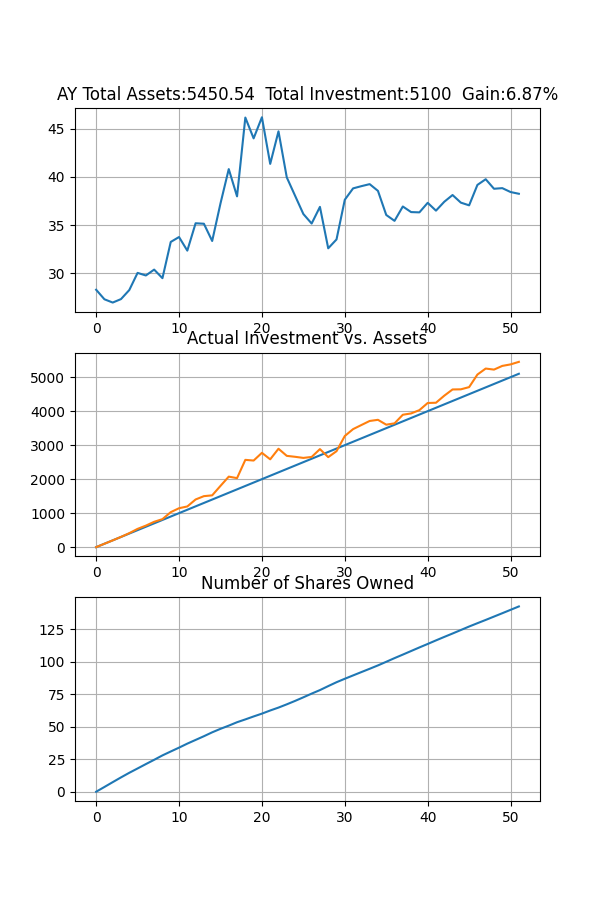 AY Total Assets:5450.54  Total Investment:5100  Gain:6.87%
45
40
35
30
0 10 20 30 40 50
Actual Investment vs. Assets
5000
4000
3000
2000
1000
0
0 10 20 30 40 50
Number of Shares Owned
125
100
75
50
25
0
0 10 20 30 40 50